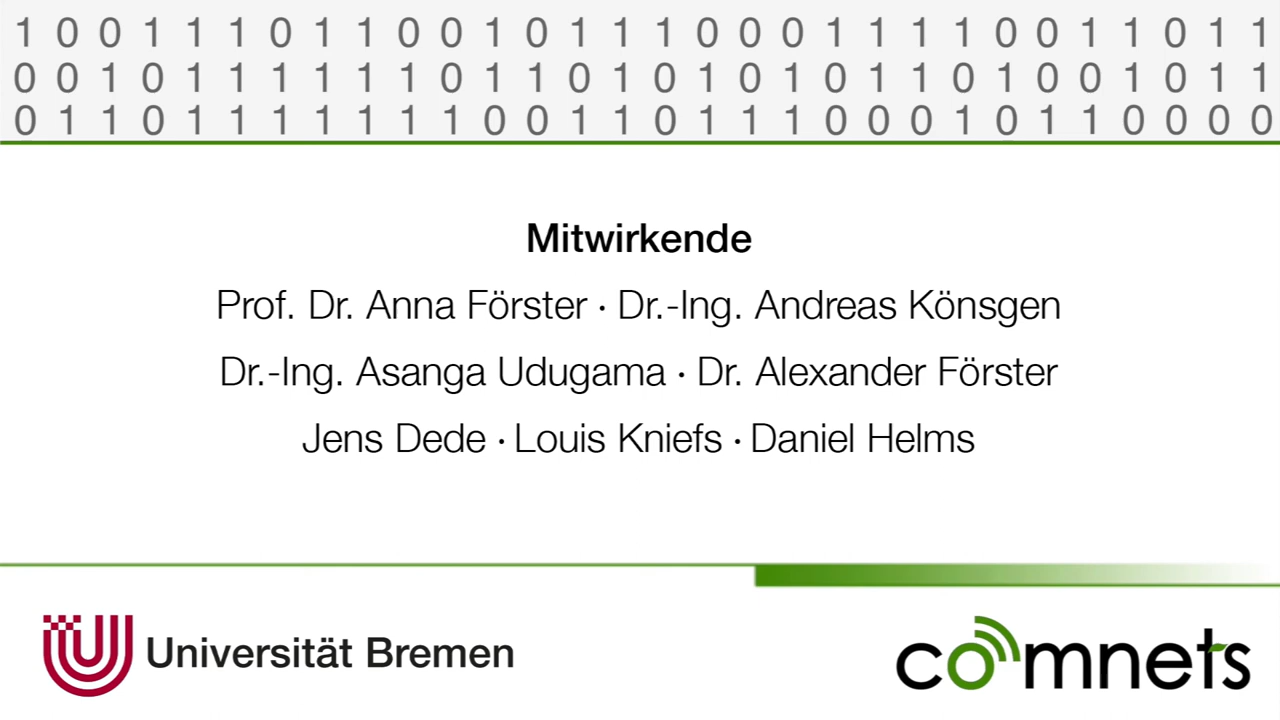 1 0 0 1 1 1 0 1 1 0 0 1 0 1 1 1 0 0 0 1 1 1 1 0 0 1 1 0 1 1
0 0 1 0 1 1 1 1 1 1 0 1 1 0 1 0 1 0 1 0 1 1 0 1 0 0 1 0 1 1
0 1 1 0 1 1 1 1 1 1 1 0 0 1 1 0 1 1 1 0 0 0 1 0 1 1 0 0 0 0
Mitwirkende
Prof. Dr. Anna Förster · Dr.-Ing. Andreas Könsgen
Dr.-Ing. Asanga Udugama · Dr. Alexander Förster
Jens Dede · Louis Kniefs · Daniel Helms
Universität Bremen
comnets